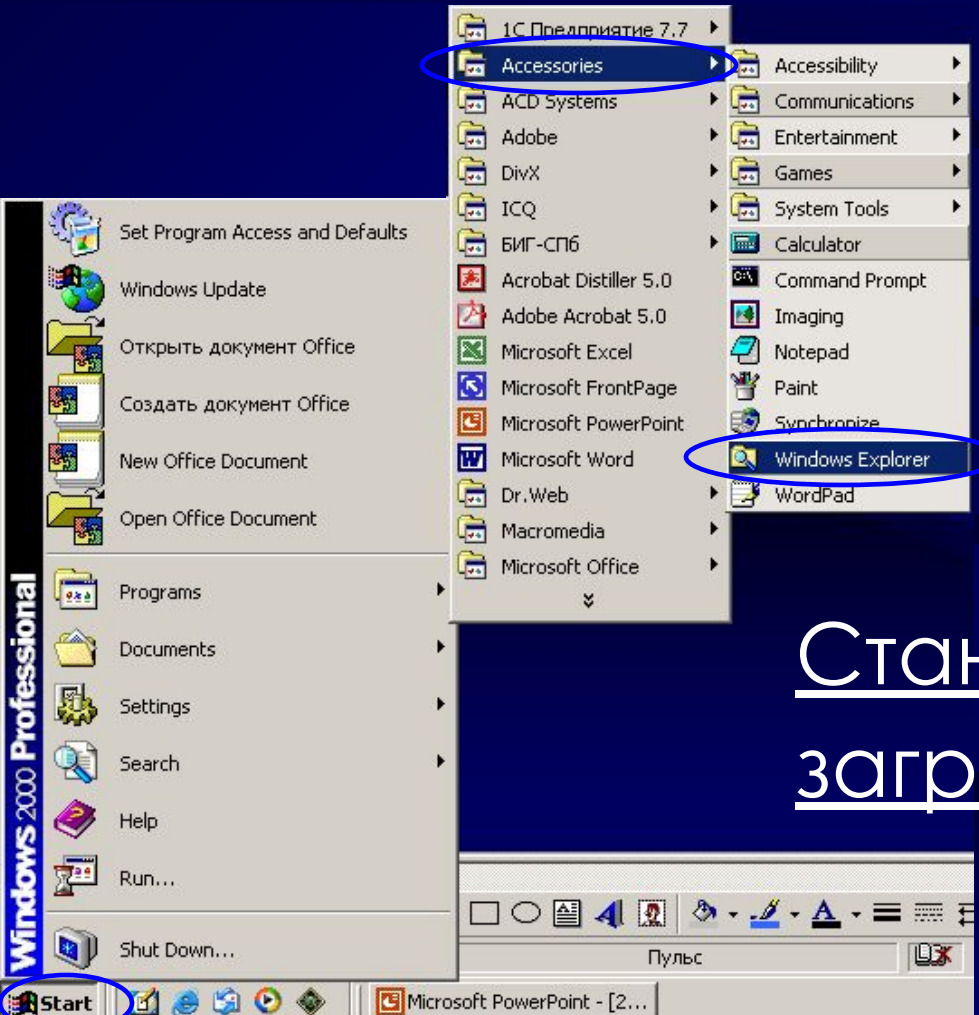 1С Предприятие 7.7
Accessories
ACD Systems
Adobe
DivX
ICQ
БИГ-СПб
Acrobat Distiller 5.0
Adobe Acrobat 5.0
Microsoft Excel
Microsoft FrontPage
Microsoft PowerPoint
Microsoft Word
Dr.Web
Macromedia
Microsoft Office
Accessibility
Communications
Entertainment
Games
System Tools
Calculator
Command Prompt
Imaging
Notepad
Paint
Synchronize
Windows Explorer
WordPad
Set Program Access and Defaults
Windows Update
Открыть документ Office
Создать документ Office
New Office Document
Open Office Document
Programs
Documents
Settings
Search
Help
Run...
Shut Down...
Windows 2000 Professional
Стан
загр
Пульс
Start
Microsoft PowerPoint - [2...